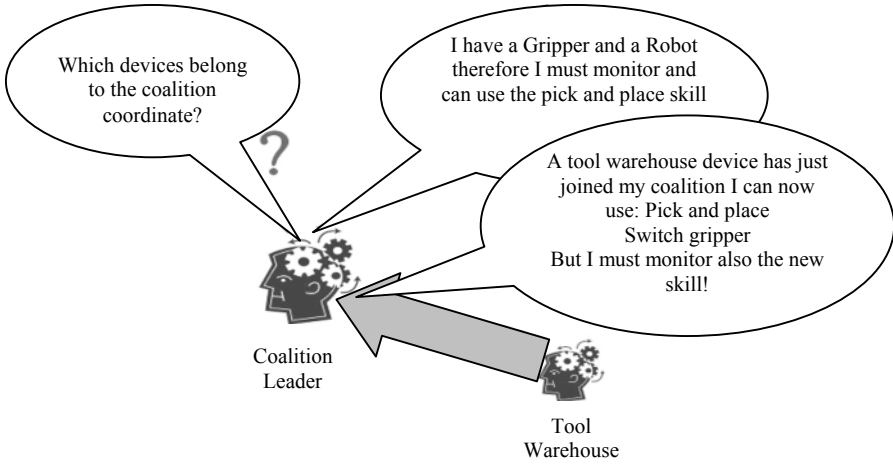 Which devices belong
to the coalition
coordinate?
I have a Gripper and a Robot
therefore I must monitor and
can use the pick and place skill
?
A tool warehouse device has just
joined my coalition I can now
use: Pick and place
Switch gripper
But I must monitor also the new
skill!
Coalition
Leader
Tool
Warehouse